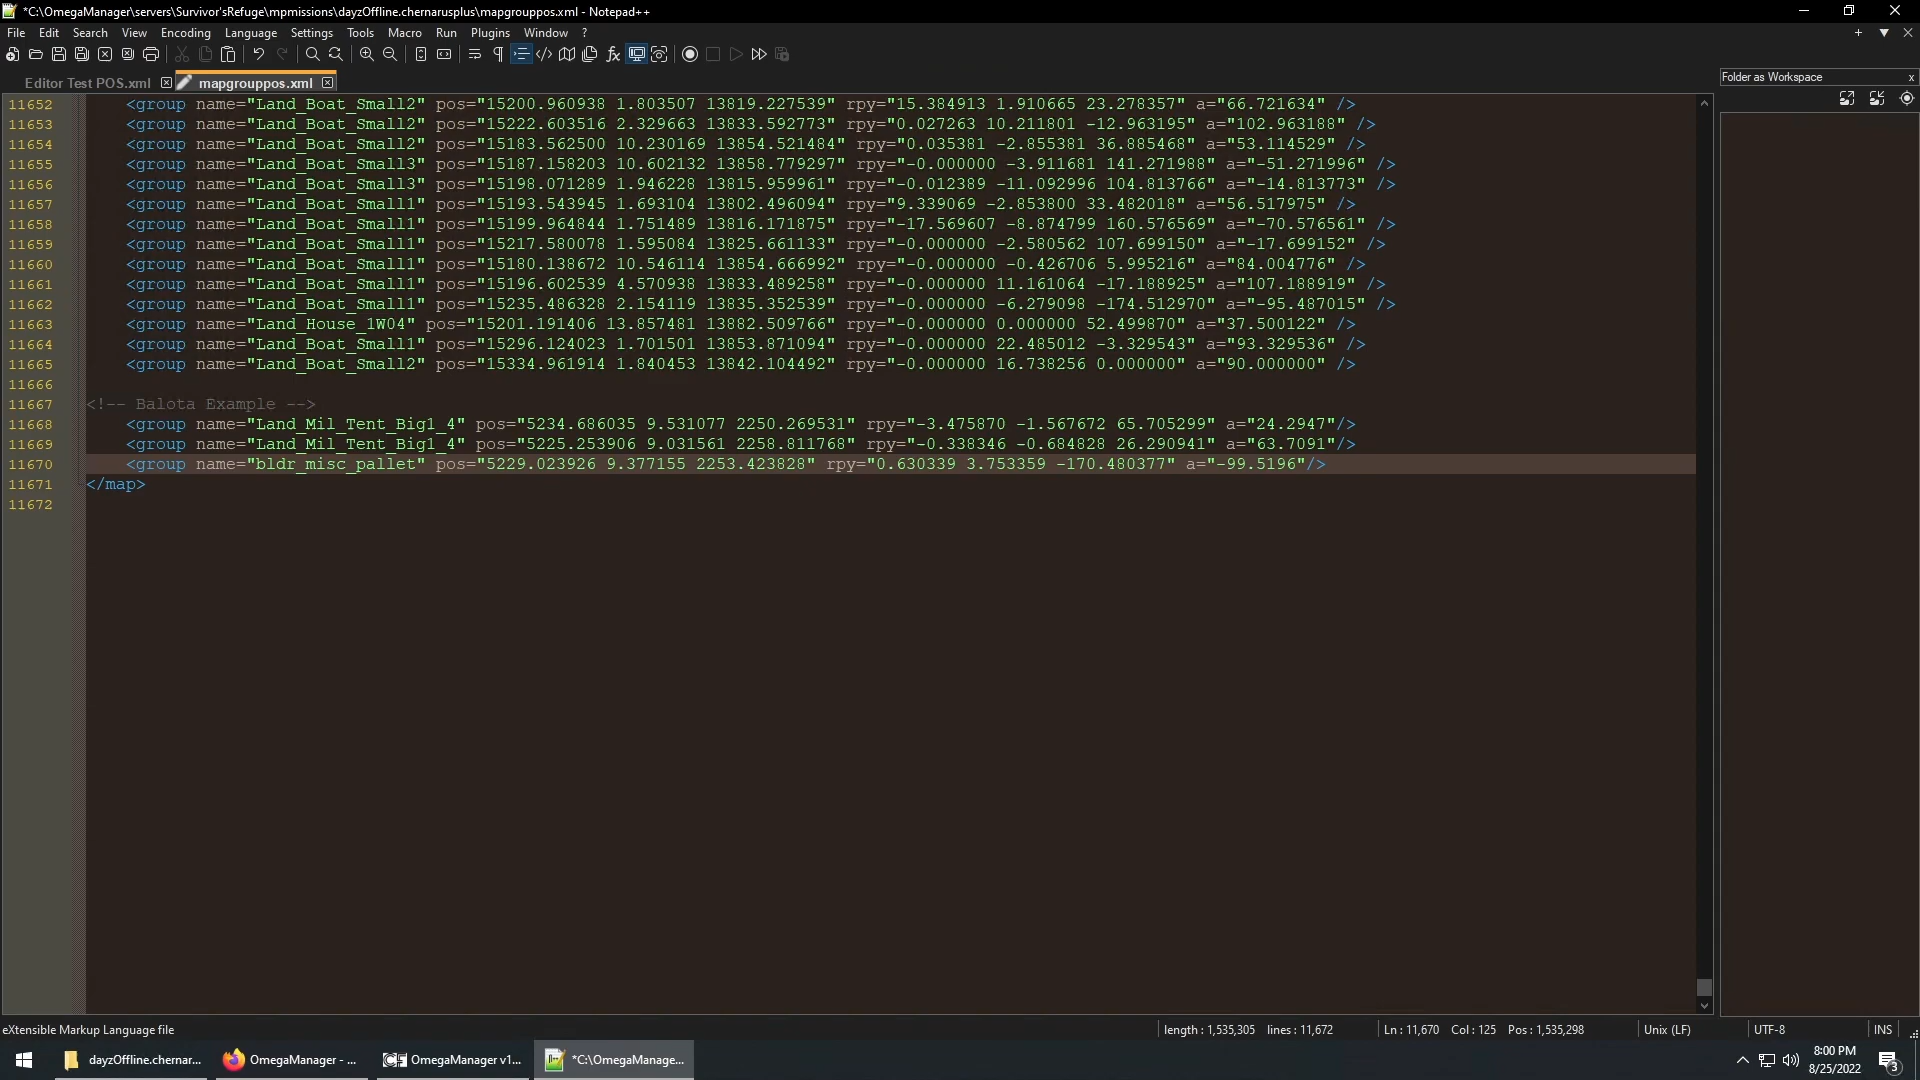 *C:\OmegaManager\servers\Survivor'sRefuge\mpmissions\dayzOffline.chernarusplus\mapgrouppos.xml - Notepad++
File Edit Search View Encoding Language Settings Tools Macro Run Plugins Window ?
Editor Test POS.xml mapgrouppos.xml
Folder as Workspace
11652 <group name="Land_Boat_Small2" pos="15200.960938 1.803507 13819.227539" rpy="15.384913 1.910665 23.278357" a="66.721634" />
11653 <group name="Land_Boat_Small2" pos="15222.603516 2.329663 13833.592773" rpy="0.027263 10.211801 -12.963195" a="102.963188" />
11654 <group name="Land_Boat_Small2" pos="15183.562500 10.230169 13854.521484" rpy="0.035381 -2.855381 36.885468" a="53.114529" />
11655 <group name="Land_Boat_Small3" pos="15187.158203 10.602132 13858.779297" rpy="-0.000000 -3.911681 141.271988" a="-51.271996" />
11656 <group name="Land_Boat_Small3" pos="15198.071289 1.946228 13815.959961" rpy="-0.012389 -11.092996 104.813766" a="-14.813773" />
11657 <group name="Land_Boat_Small1" pos="15193.543945 1.693104 13802.496094" rpy="9.339069 -2.853800 33.482018" a="56.517975" />
11658 <group name="Land_Boat_Small1" pos="15199.964844 1.751489 13816.171875" rpy="-17.569607 -8.874799 160.576569" a="-70.576561" />
11659 <group name="Land_Boat_Small1" pos="15217.580078 1.595084 13825.661133" rpy="-0.000000 -2.580562 107.699150" a="-17.699152" />
11660 <group name="Land_Boat_Small1" pos="15180.138672 10.546114 13854.666992" rpy="-0.000000 -0.426706 5.995216" a="84.004776" />
11661 <group name="Land_Boat_Small1" pos="15196.602539 4.570938 13833.489258" rpy="-0.000000 11.161064 -17.188925" a="107.188919" />
11662 <group name="Land_Boat_Small1" pos="15235.486328 2.154119 13835.352539" rpy="-0.000000 -6.279098 -174.512970" a="-95.487015" />
11663 <group name="Land_House_1W04" pos="15201.191406 13.857481 13882.509766" rpy="-0.000000 0.000000 52.499870" a="37.500122" />
11664 <group name="Land_Boat_Small1" pos="15296.124023 1.701501 13853.871094" rpy="-0.000000 22.485012 -3.329543" a="93.329536" />
11665 <group name="Land_Boat_Small2" pos="15334.961914 1.840453 13842.104492" rpy="-0.000000 16.738256 0.000000" a="90.000000" />
11666
11667 <!-- Balota Example -->
11668 <group name="Land_Mil_Tent_Big1_4" pos="5234.686035 9.531077 2250.269531" rpy="-3.475870 -1.567672 65.705299" a="24.2947"/>
11669 <group name="Land_Mil_Tent_Big1_4" pos="5225.253906 9.031561 2258.811768" rpy="-0.338346 -0.684828 26.290941" a="63.7091"/>
11670 <group name="bldr_misc_pallet" pos="5229.023926 9.377155 2253.423828" rpy="0.630339 3.753359 -170.480377" a="-99.5196"/>
11671 </map>
11672
eXtensible Markup Language file length : 1,535,305 lines : 11,672 Ln : 11,670 Col : 125 Pos : 1,535,298 Unix (LF) UTF-8 INS
dayzOffline.chernar... OmegaManager - ... OmegaManager v1... *C:\OmegaManage... 8:00 PM
8/25/2022 3